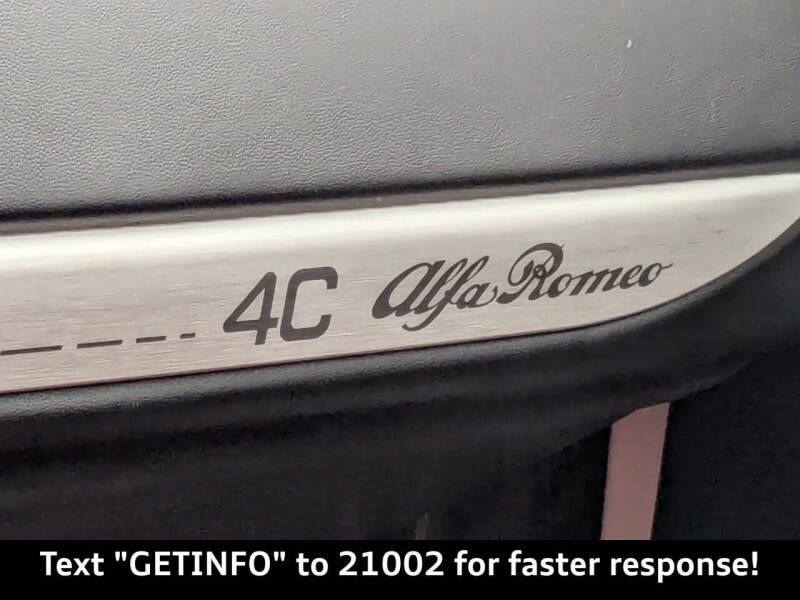 4C Alfa Romeo
Text "GETINFO" to 21002 for faster response!